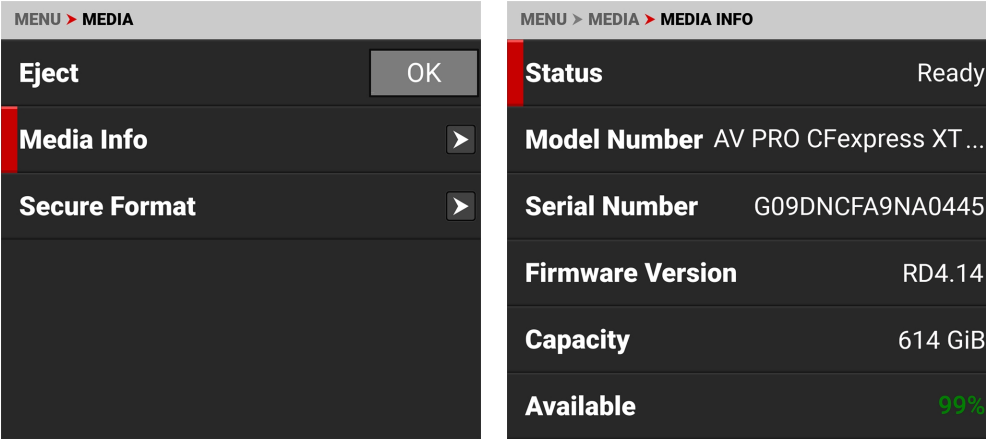 MENU > MEDIA
Eject OK
Media Info
Secure Format
MENU > MEDIA > MEDIA INFO
Status Ready
Model Number AV PRO CFexpress XT...
Serial Number G09DNCFA9NA0445
Firmware Version RD4.14
Capacity 614 GiB
Available 99%